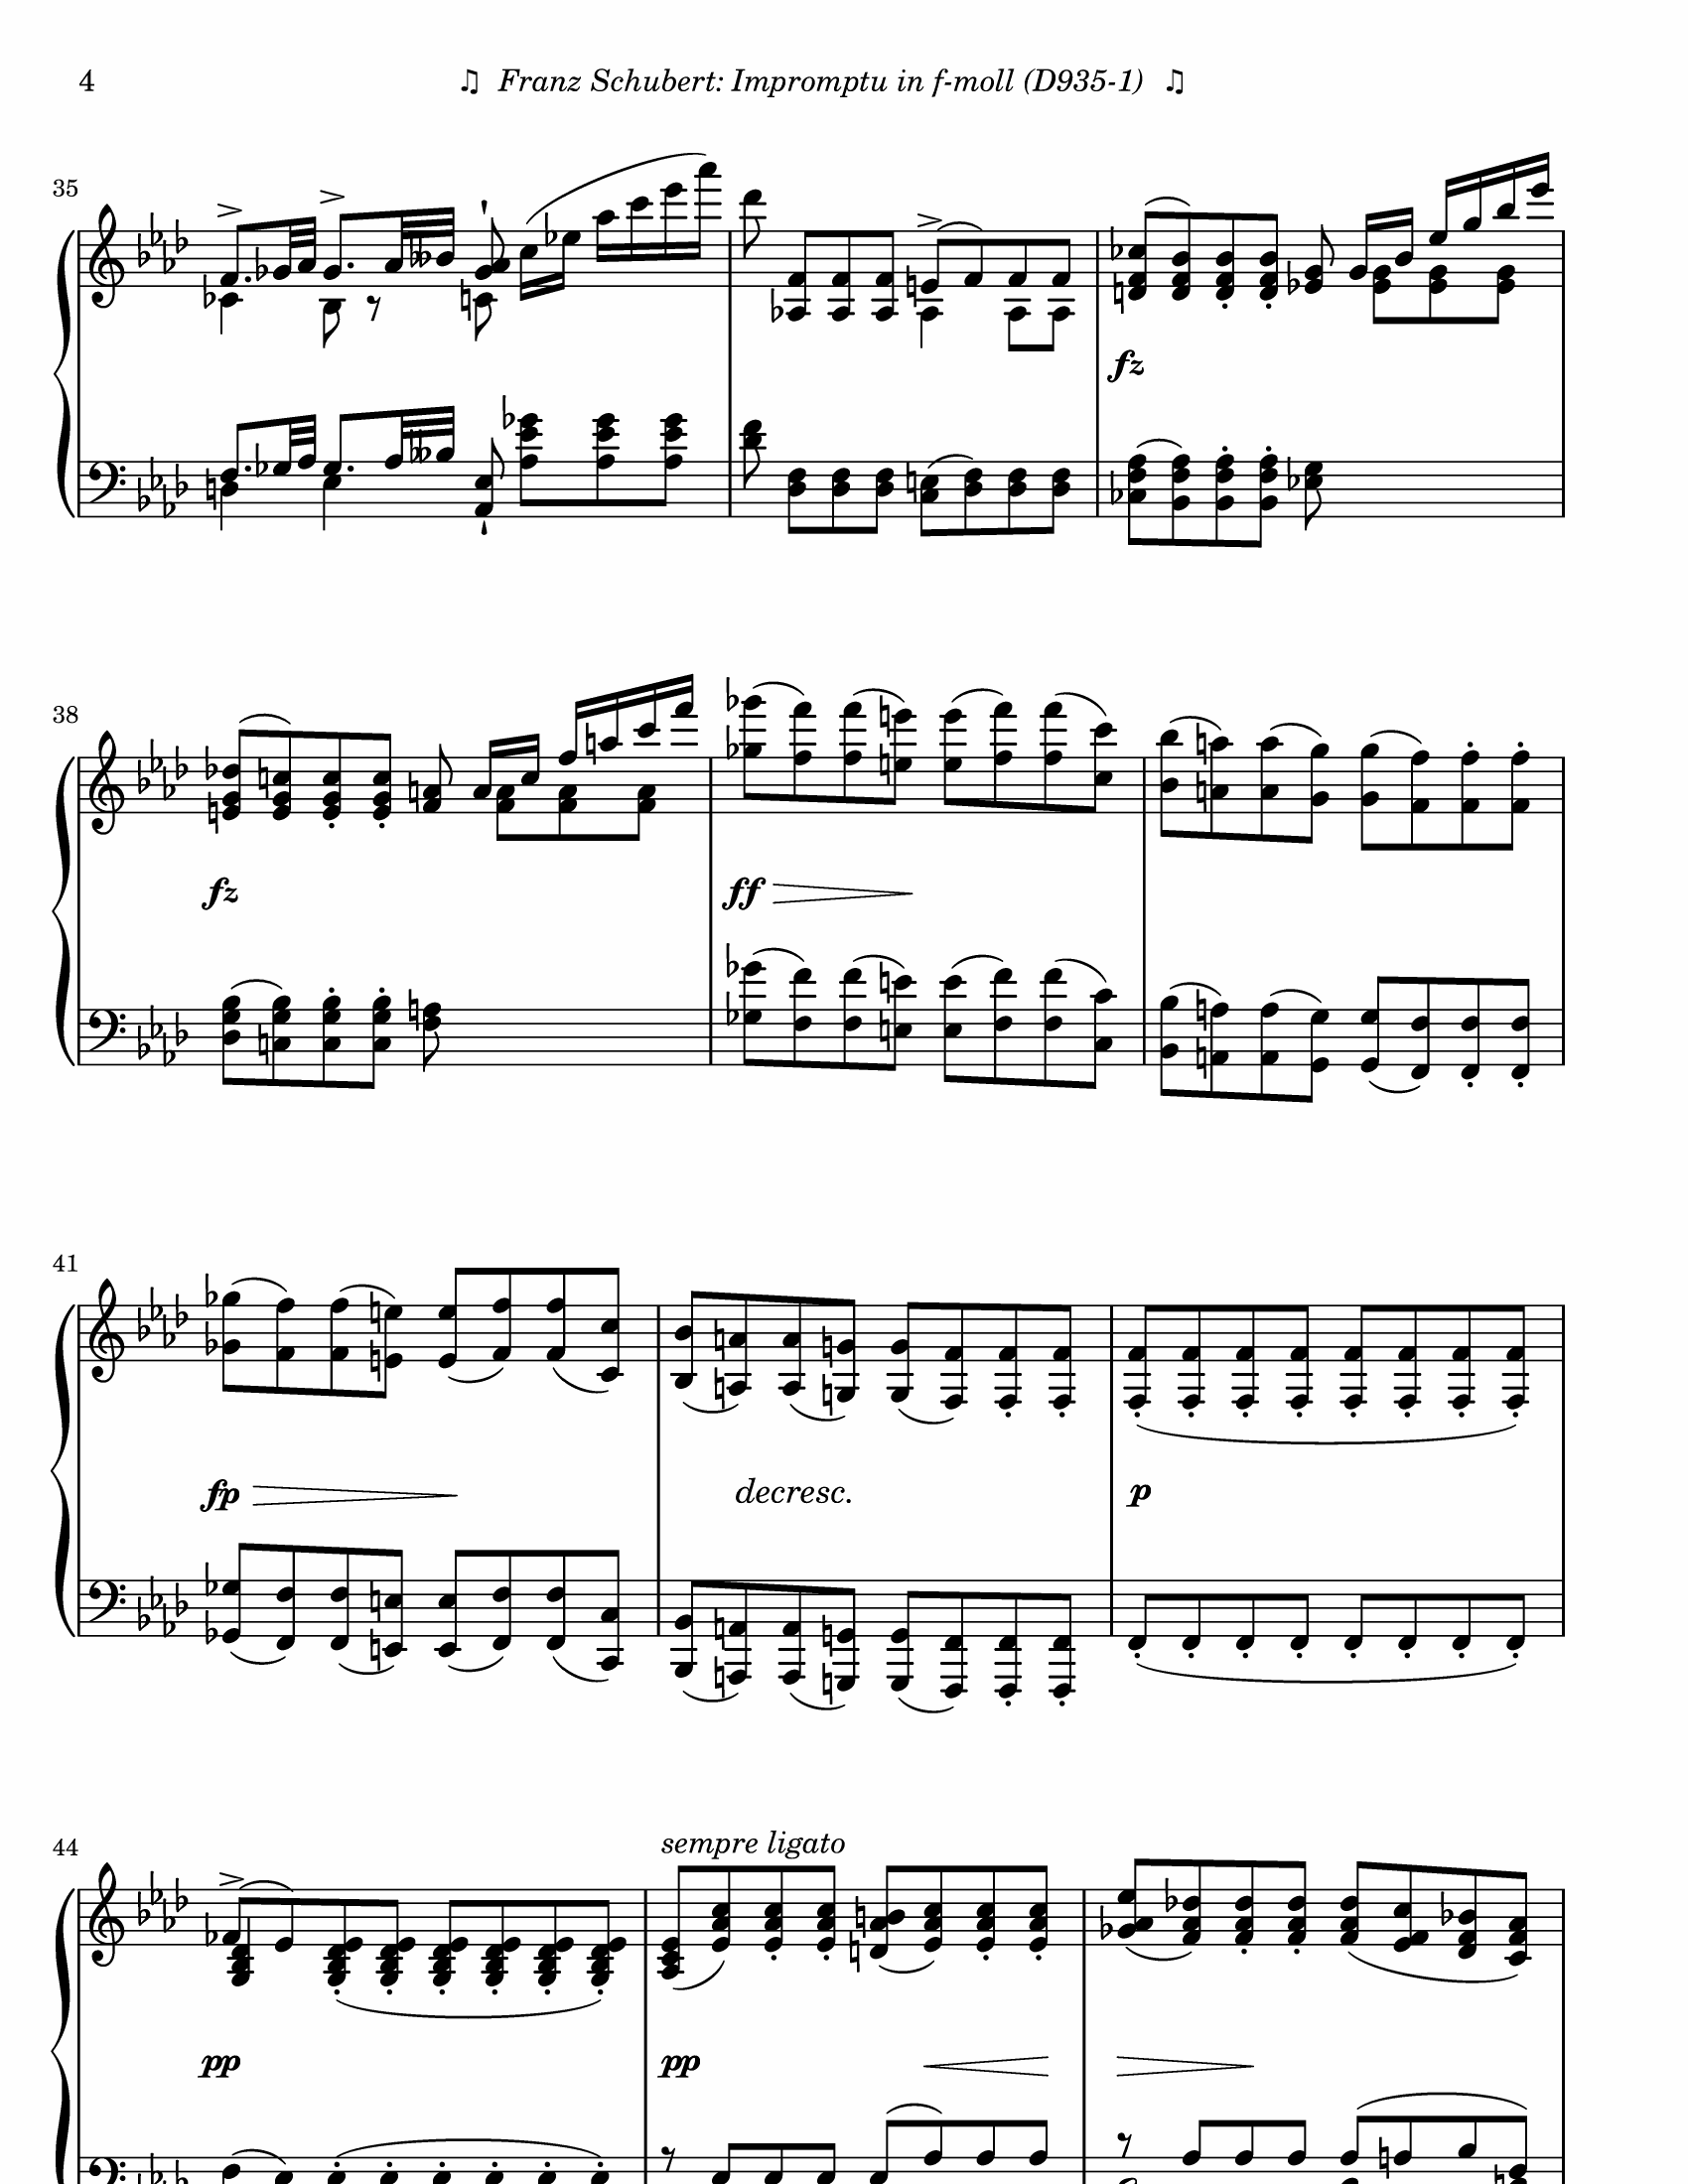 4 ♫ Franz Schubert: Impromptu in f-moll (D935-1) ♫
35
fz
38
fz ff
41
fp decresc. p
44
sempre ligato
pp pp